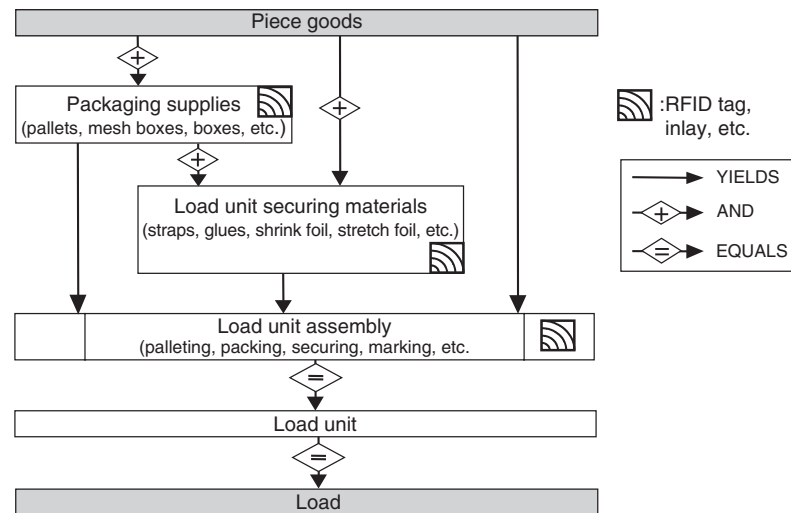 Piece goods
Packaging supplies
(pallets, mesh boxes, boxes, etc.)
:RFID tag,
inlay, etc.
YIELDS
AND
EQUALS
Load unit securing materials
(straps, glues, shrink foil, stretch foil, etc.)
Load unit assembly
(palleting, packing, securing, marking, etc.
Load unit
Load